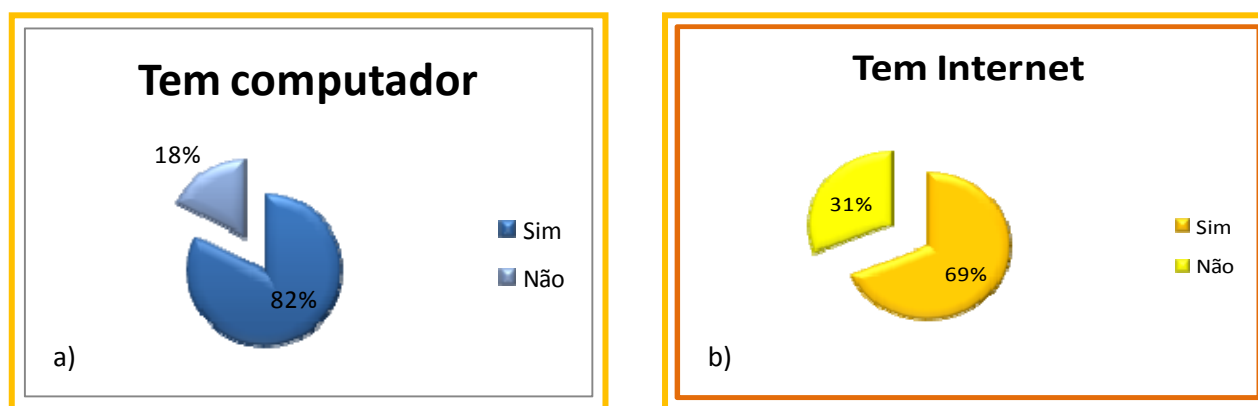 Tem computador
18%
82%
Sim
Não
a)
Tem Internet
31%
69%
Sim
Não
b)